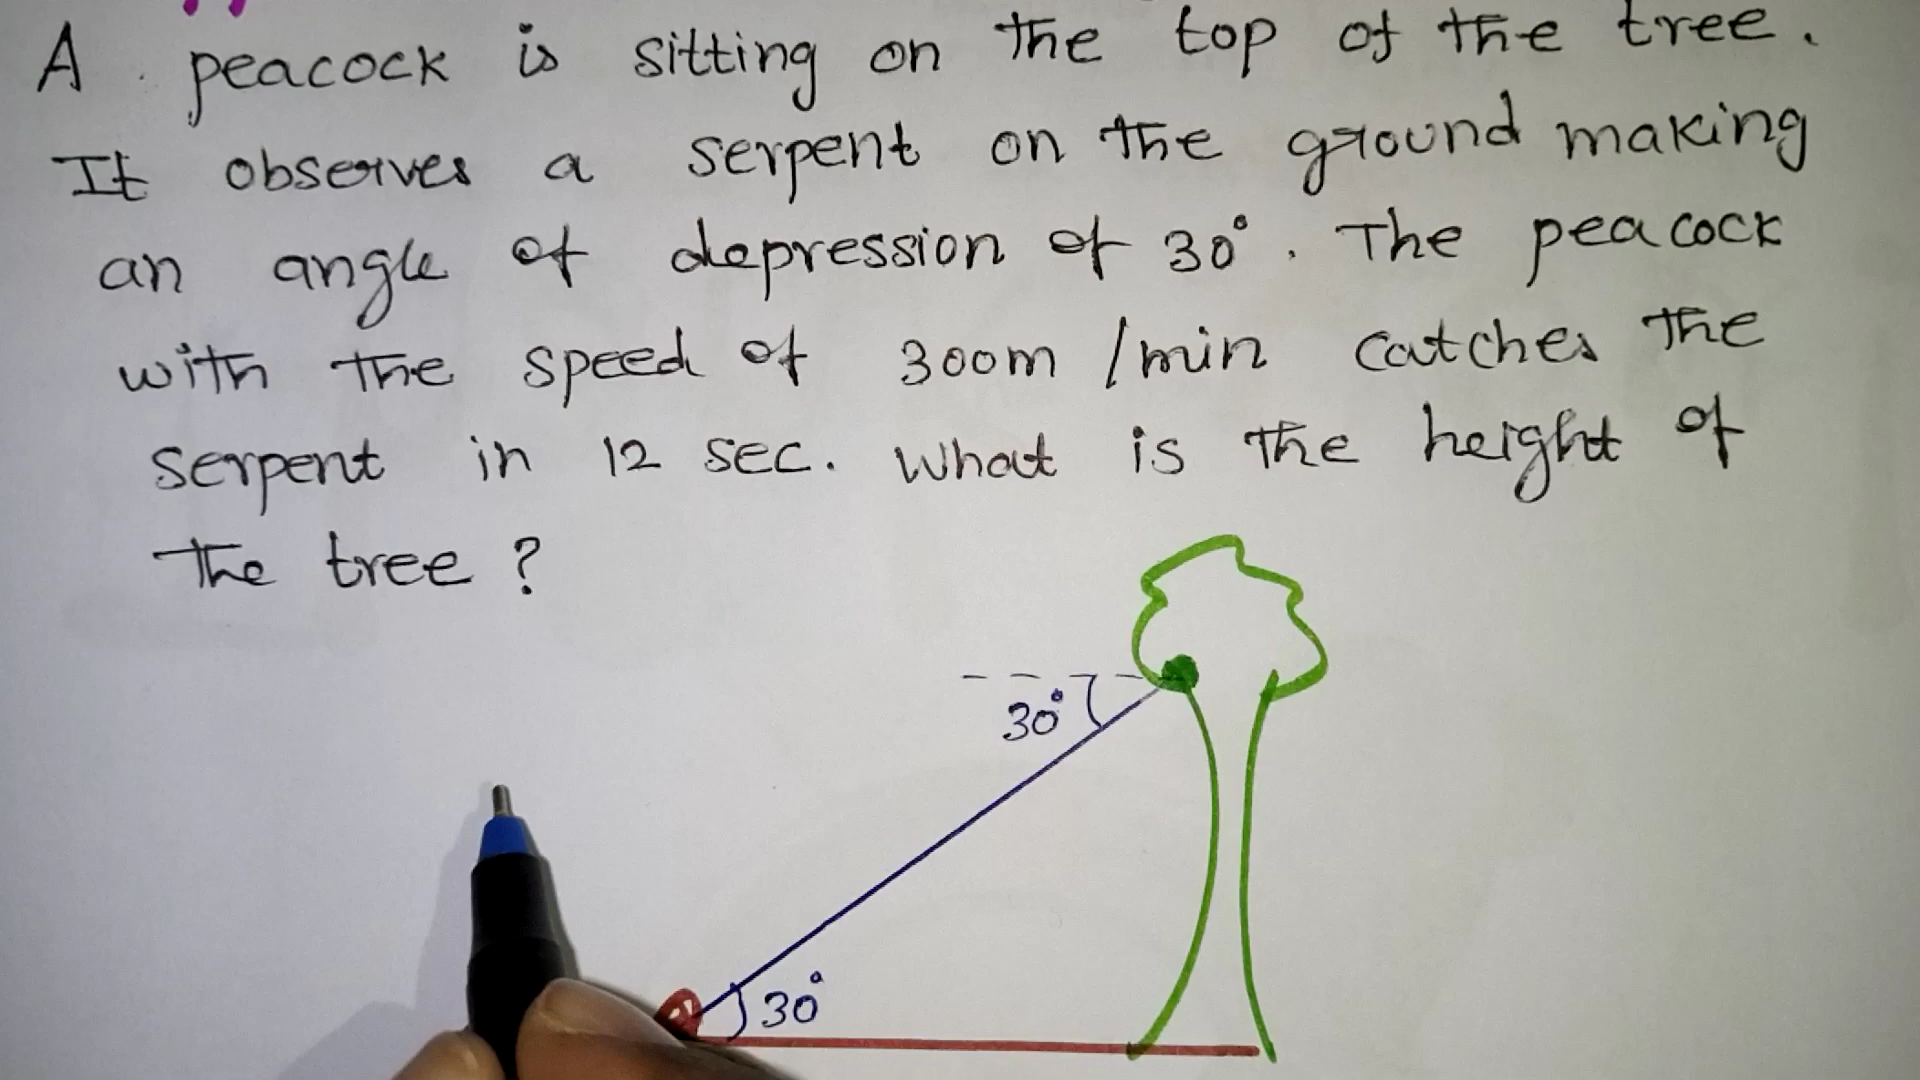 A peacock is sitting on the top of the tree.
It observes a serpent on the ground making
an angle of depression of 30°. The peacock
with the speed of 300m /min catches the
serpent in 12 sec. What is the height of
the tree?
30°
30°